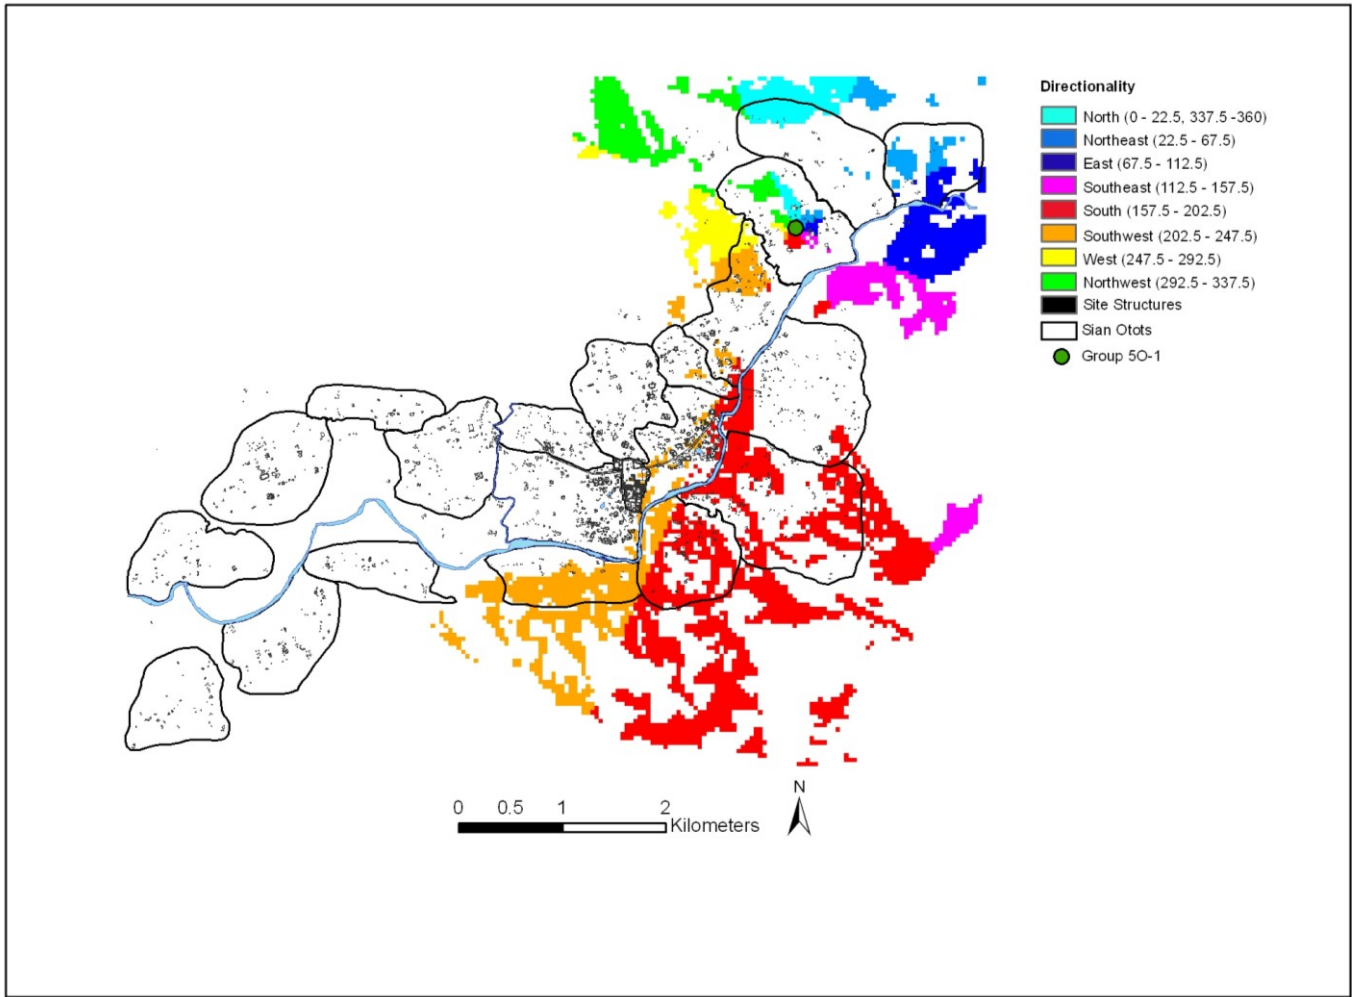 Directionality
North (0 - 22.5, 337.5 -360)
Northeast (22.5 - 67.5)
East (67.5 - 112.5)
Southeast (112.5 - 157.5)
South (157.5 - 202.5)
Southwest (202.5 - 247.5)
West (247.5 - 292.5)
Northwest (292.5 - 337.5)
Site Structures
Sian Otots
Group 5O-1
N
0 0.5 1 2
Kilometers